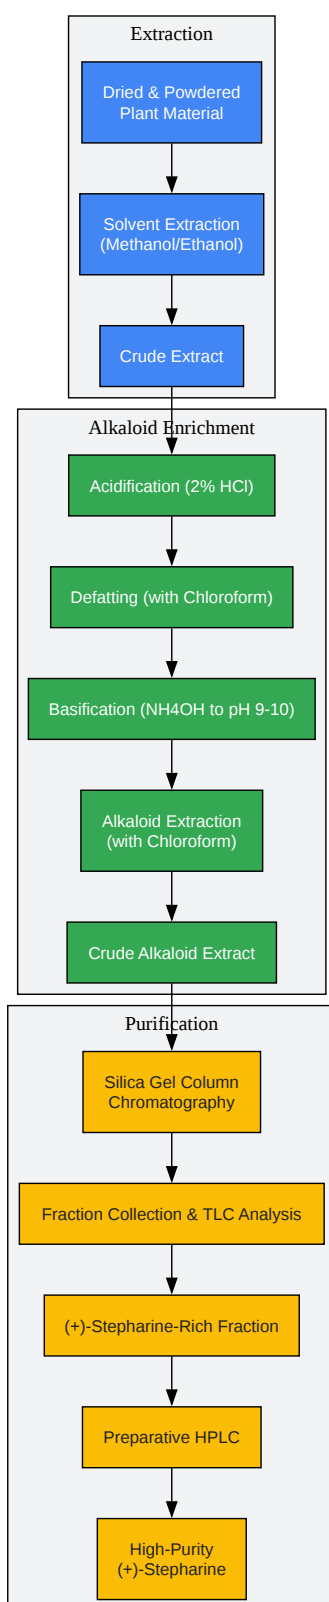 Extraction
Dried & Powdered
Plant Material
Solvent Extraction
(Methanol/Ethanol)
Crude Extract
Alkaloid Enrichment
Acidification (2% HCl)
Defatting (with Chloroform)
Basification (NH4OH to pH 9-10)
Alkaloid Extraction
(with Chloroform)
Crude Alkaloid Extract
Purification
Silica Gel Column
Chromatography
Fraction Collection & TLC Analysis
(+)-Stepharine-Rich Fraction
Preparative HPLC
High-Purity
(+)-Stepharine